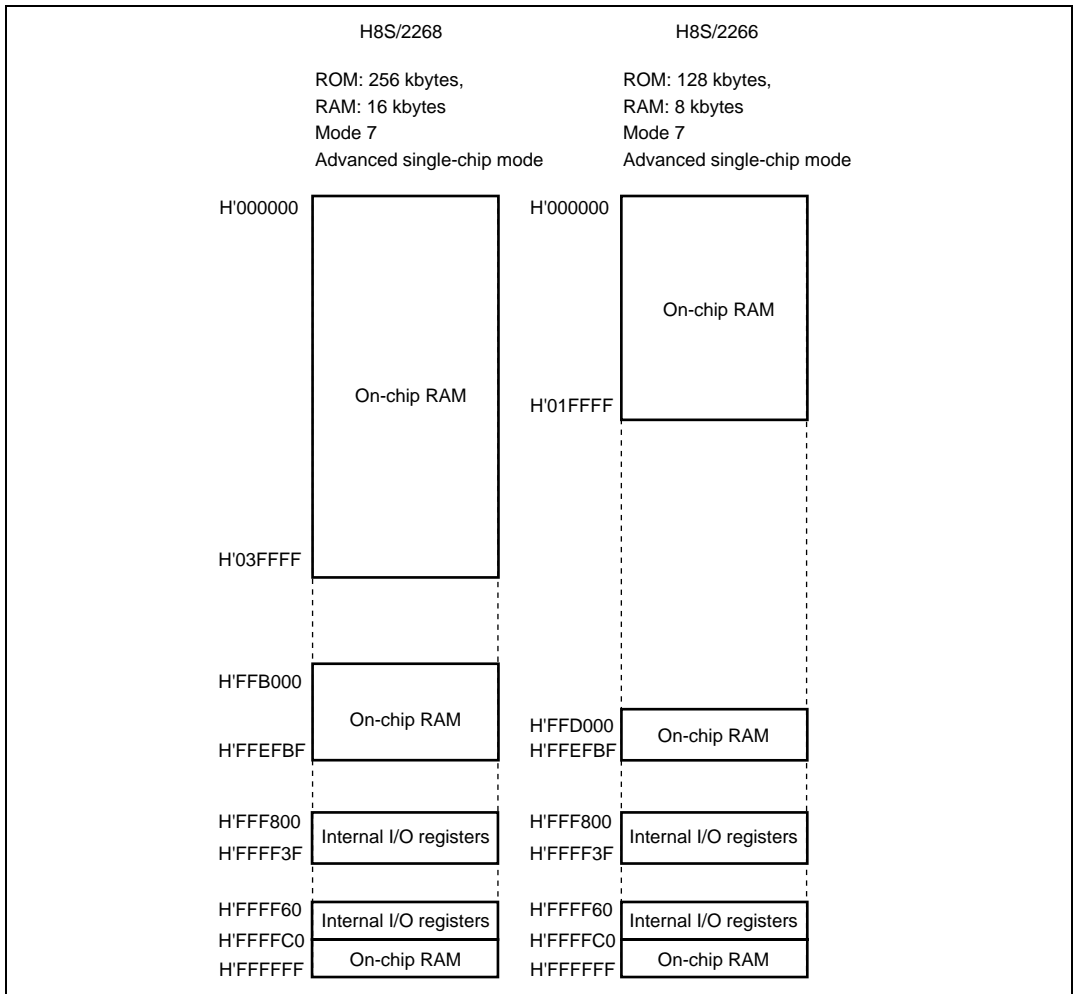 H8S/2268
ROM: 256 kbytes,
RAM: 16 kbytes
Mode 7
Advanced single-chip mode
H'000000
On-chip RAM
H'03FFFF
H'FFB000
On-chip RAM
H'FFEFBF
H'FFF800
Internal I/O registers
H'FFFF3F
H'FFFF60
Internal I/O registers
H'FFFFC0
On-chip RAM
H'FFFFFF
H8S/2266
ROM: 128 kbytes,
RAM: 8 kbytes
Mode 7
Advanced single-chip mode
H'000000
On-chip RAM
H'01FFFF
H'FFD000
On-chip RAM
H'FFEFBF
H'FFF800
Internal I/O registers
H'FFFF3F
H'FFFF60
Internal I/O registers
H'FFFFC0
On-chip RAM
H'FFFFFF